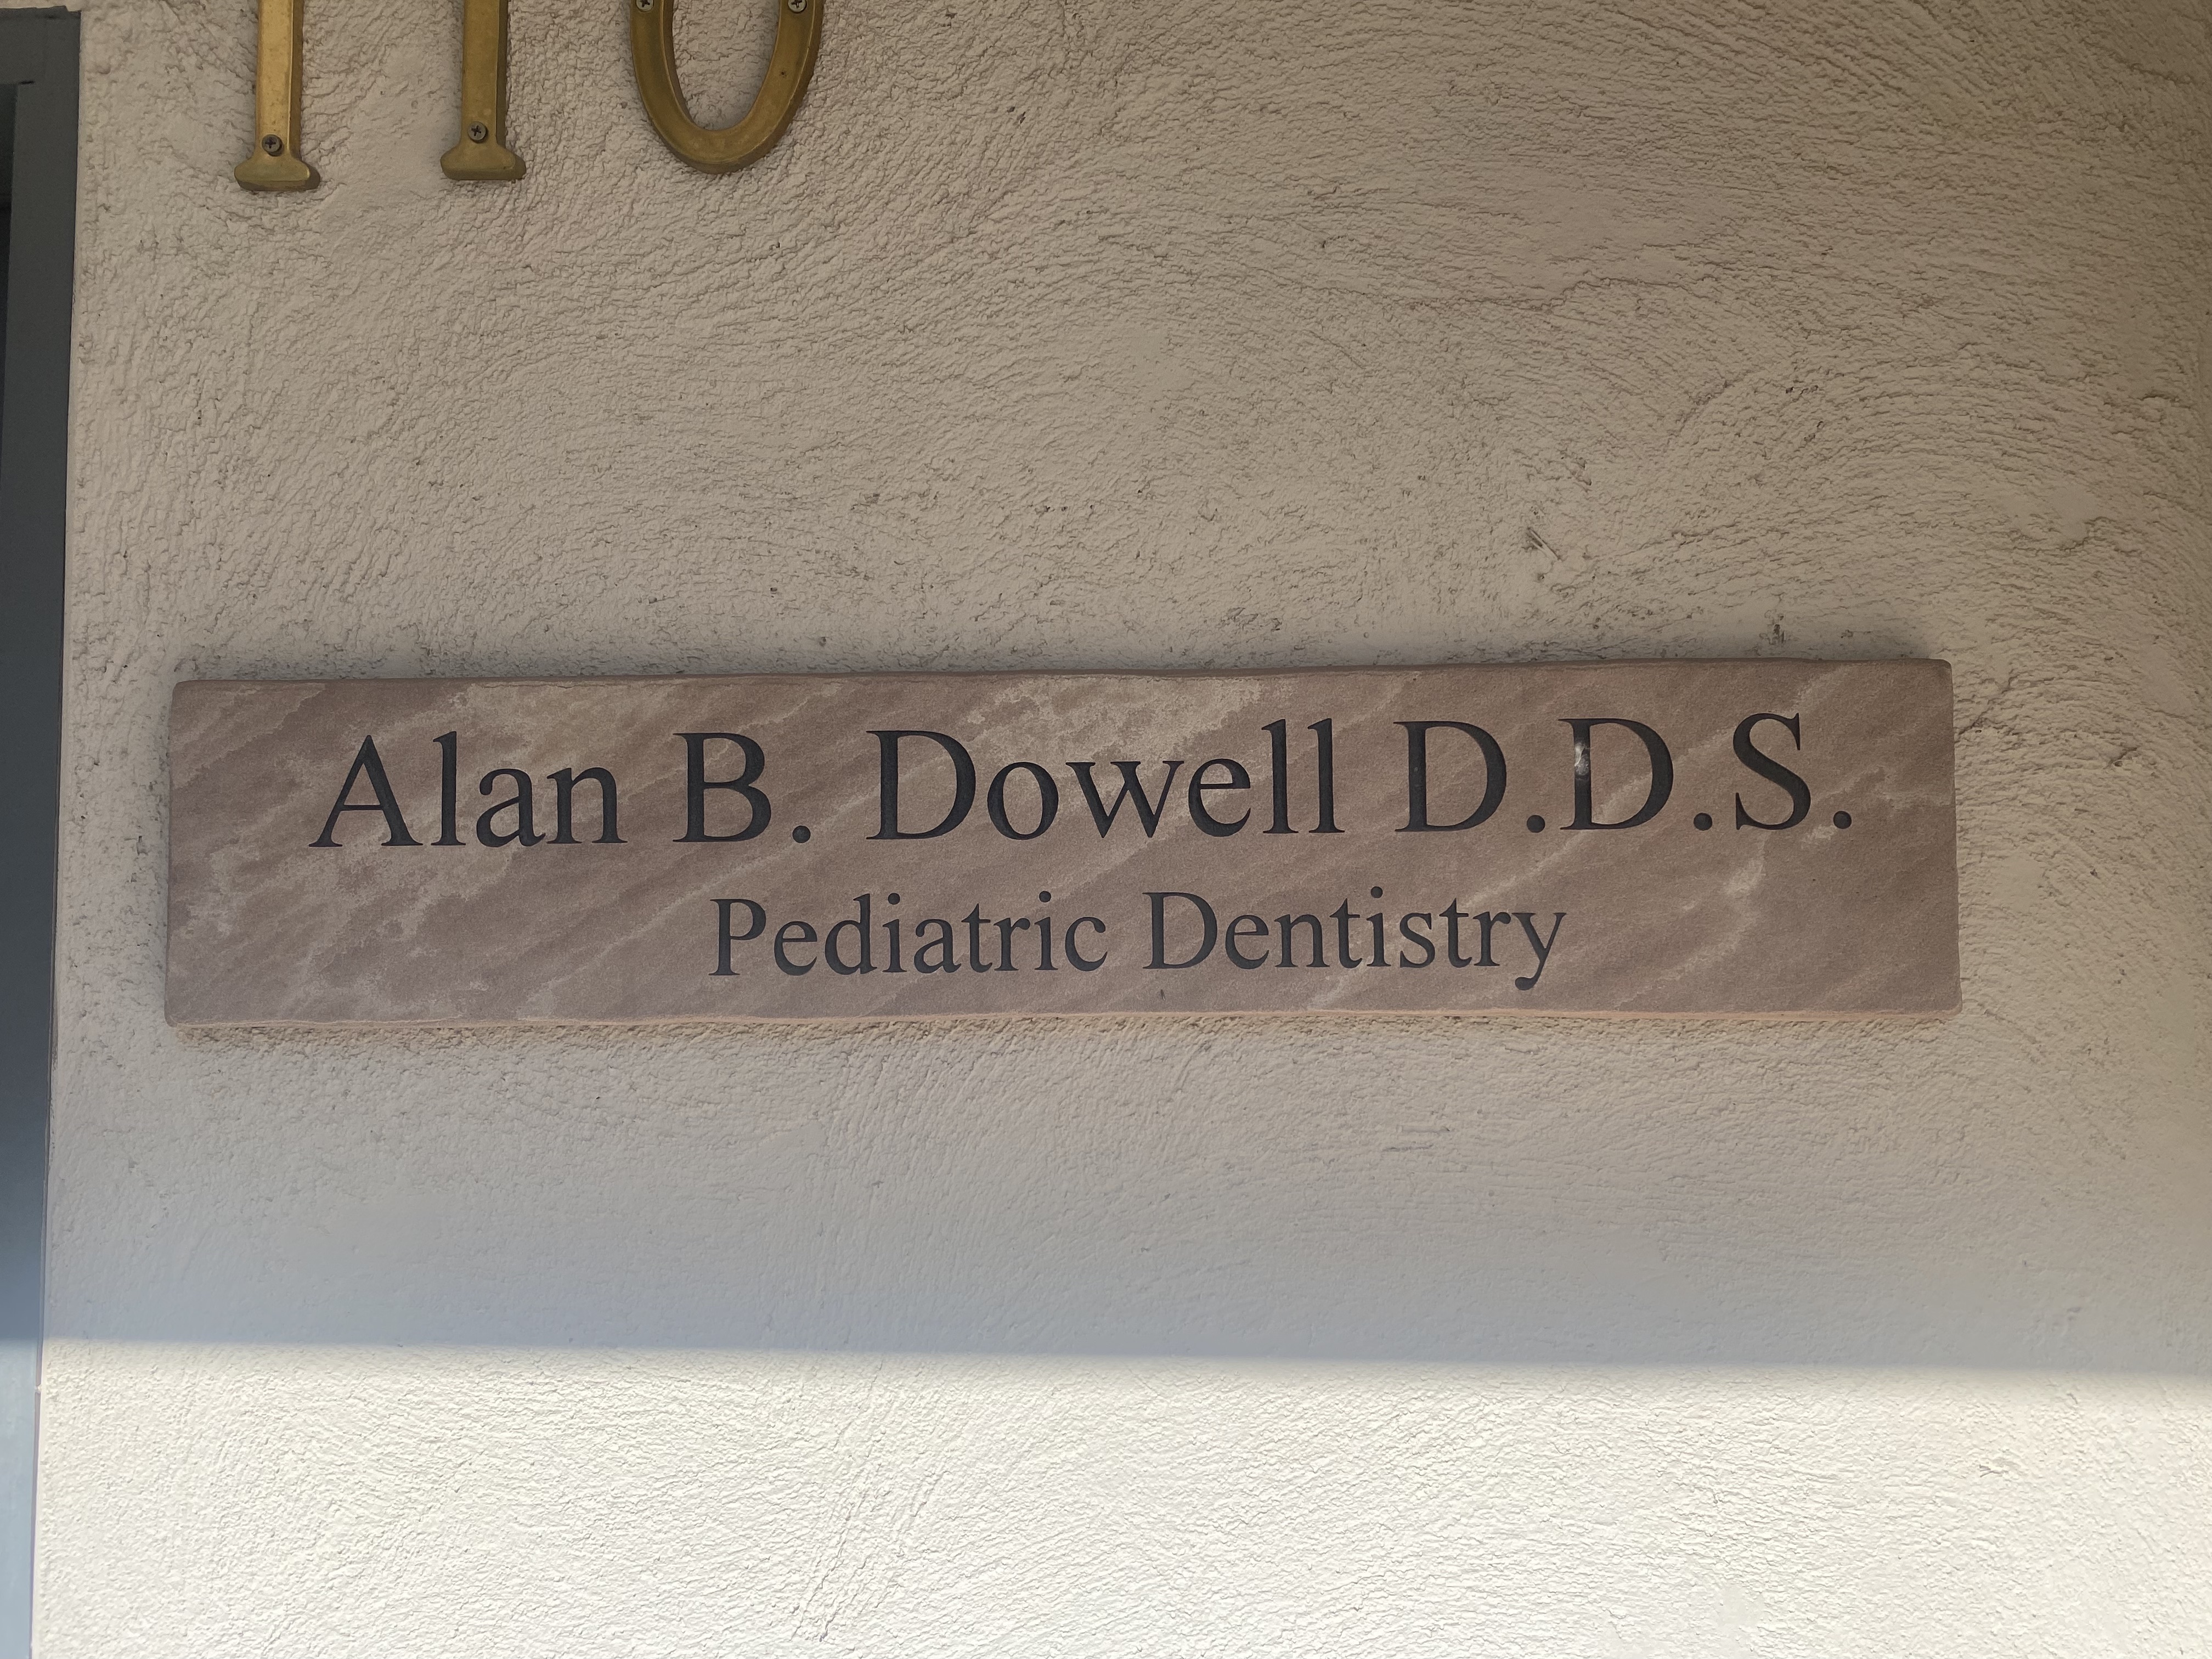 Alan B. Dowell D.D.S.
Pediatric Dentistry